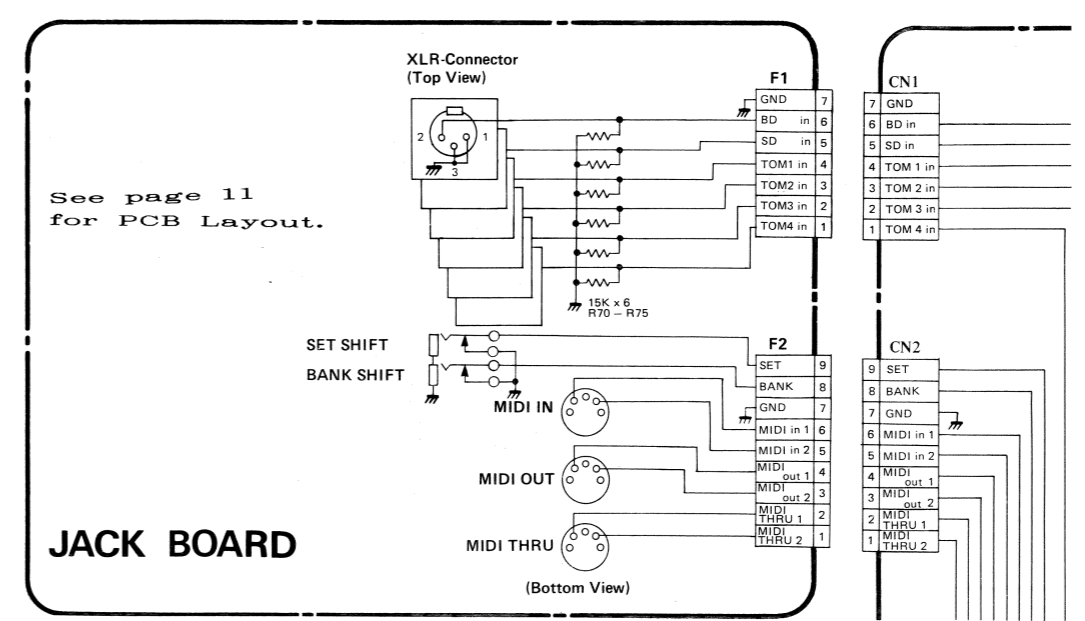 XLR-Connector
(Top View)
2
1
3
See page 11
for PCB Layout.
15K x 6
R70 – R75
SET SHIFT
BANK SHIFT
MIDI IN
MIDI OUT
MIDI THRU
(Bottom View)
JACK BOARD
F1
GND 7
BD in 6
SD in 5
TOM1 in 4
TOM2 in 3
TOM3 in 2
TOM4 in 1
F2
SET 9
BANK 8
GND 7
MIDI in 1 6
MIDI in 2 5
MIDI out 1 4
MIDI out 2 3
MIDI THRU 1 2
MIDI THRU 2 1
CN1
7 GND
6 BD in
5 SD in
4 TOM 1 in
3 TOM 2 in
2 TOM 3 in
1 TOM 4 in
CN2
9 SET
8 BANK
7 GND
6 MIDI in 1
5 MIDI in 2
4 MIDI out 1
3 MIDI out 2
2 MIDI THRU 1
1 MIDI THRU 2